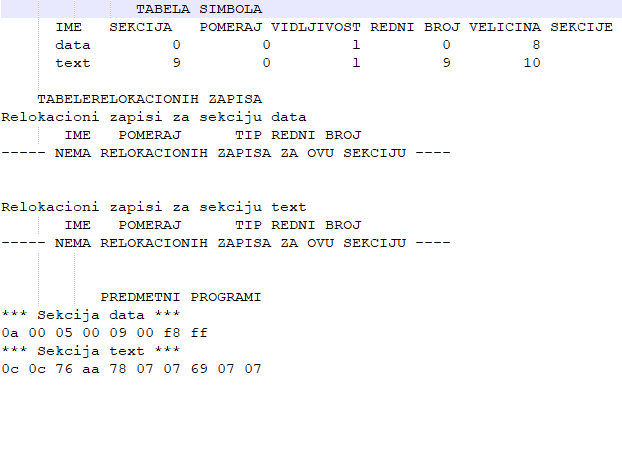 TABELA SIMBOLA
IME SEKCIJA POMERAJ VIDLJIVOST REDNI BROJ VELICINA SEKCIJE
data 0 0 l 0 8
text 9 0 l 9 10
TABELERELOKACIONIH ZAPISA
Relokacioni zapisi za sekciju data
IME POMERAJ TIP REDNI BROJ
----- NEMA RELOKACIONIH ZAPISA ZA OVU SEKCIJU ----
Relokacioni zapisi za sekciju text
IME POMERAJ TIP REDNI BROJ
----- NEMA RELOKACIONIH ZAPISA ZA OVU SEKCIJU ----
PREDMETNI PROGRAMI
*** Sekcija data ***
0a 00 05 00 09 00 f8 ff
*** Sekcija text ***
0c 0c 76 aa 78 07 07 69 07 07